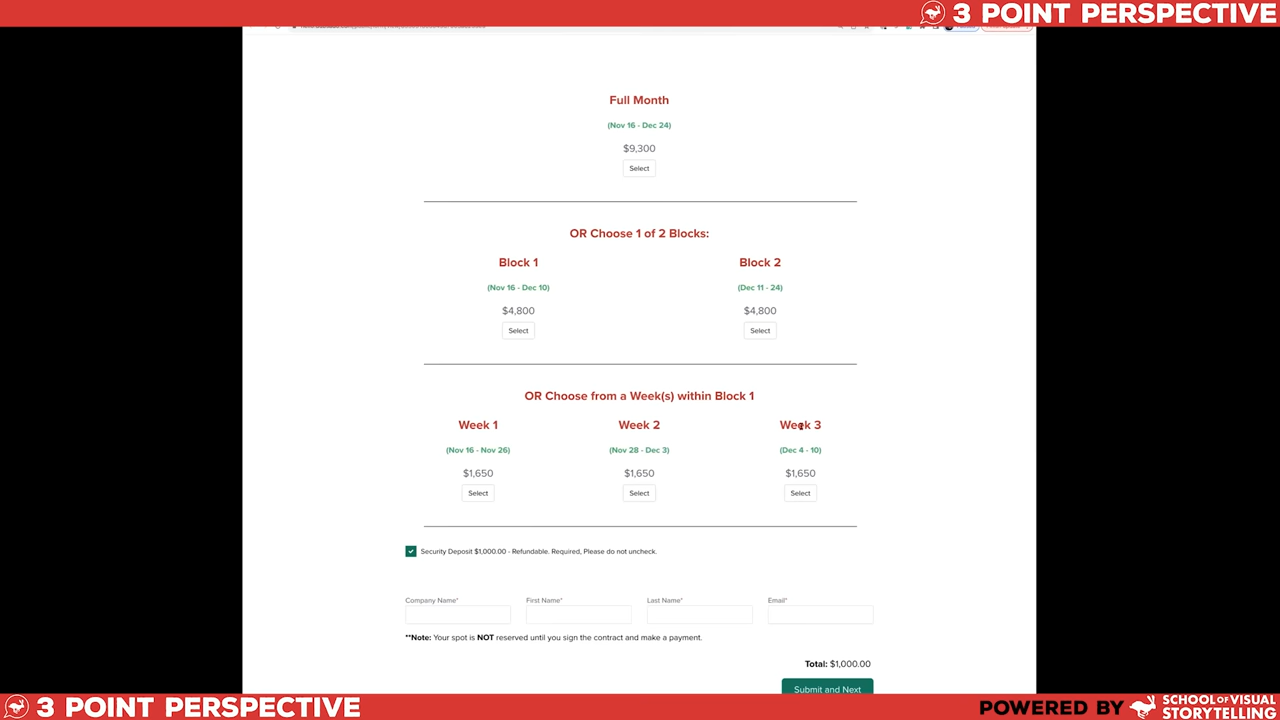 3 POINT PERSPECTIVE
Full Month
(Nov 16 - Dec 24)
$9,300
Select
OR Choose 1 of 2 Blocks:
Block 1
Block 2
(Nov 16 - Dec 10)
(Dec 11 - 24)
$4,800
$4,800
Select
Select
OR Choose from a Week(s) within Block 1
Week 1
Week 2
Week 3
(Nov 16 - Nov 26)
(Nov 28 - Dec 3)
(Dec 4 - 10)
$1,650
$1,650
$1,650
Select
Select
Select
Security Deposit $1,000.00 - Refundable. Required, Please do not uncheck.
Company Name*
First Name*
Last Name*
Email*
**Note: Your spot is NOT reserved until you sign the contract and make a payment.
Total: $1,000.00
Submit and Next
3 POINT PERSPECTIVE
POWERED BY
SCHOOL OF VISUAL
STORYTELLING